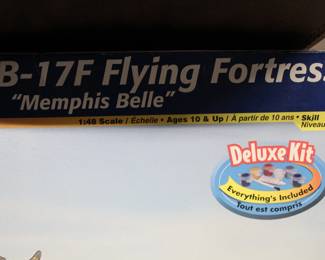 B-17F Flying Fortress
"Memphis Belle"
1:48 Scale / Échelle • Ages 10 & Up / À partir de 10 ans • Skill
Niveau
Deluxe Kit
Everything's Included
Tout est compris